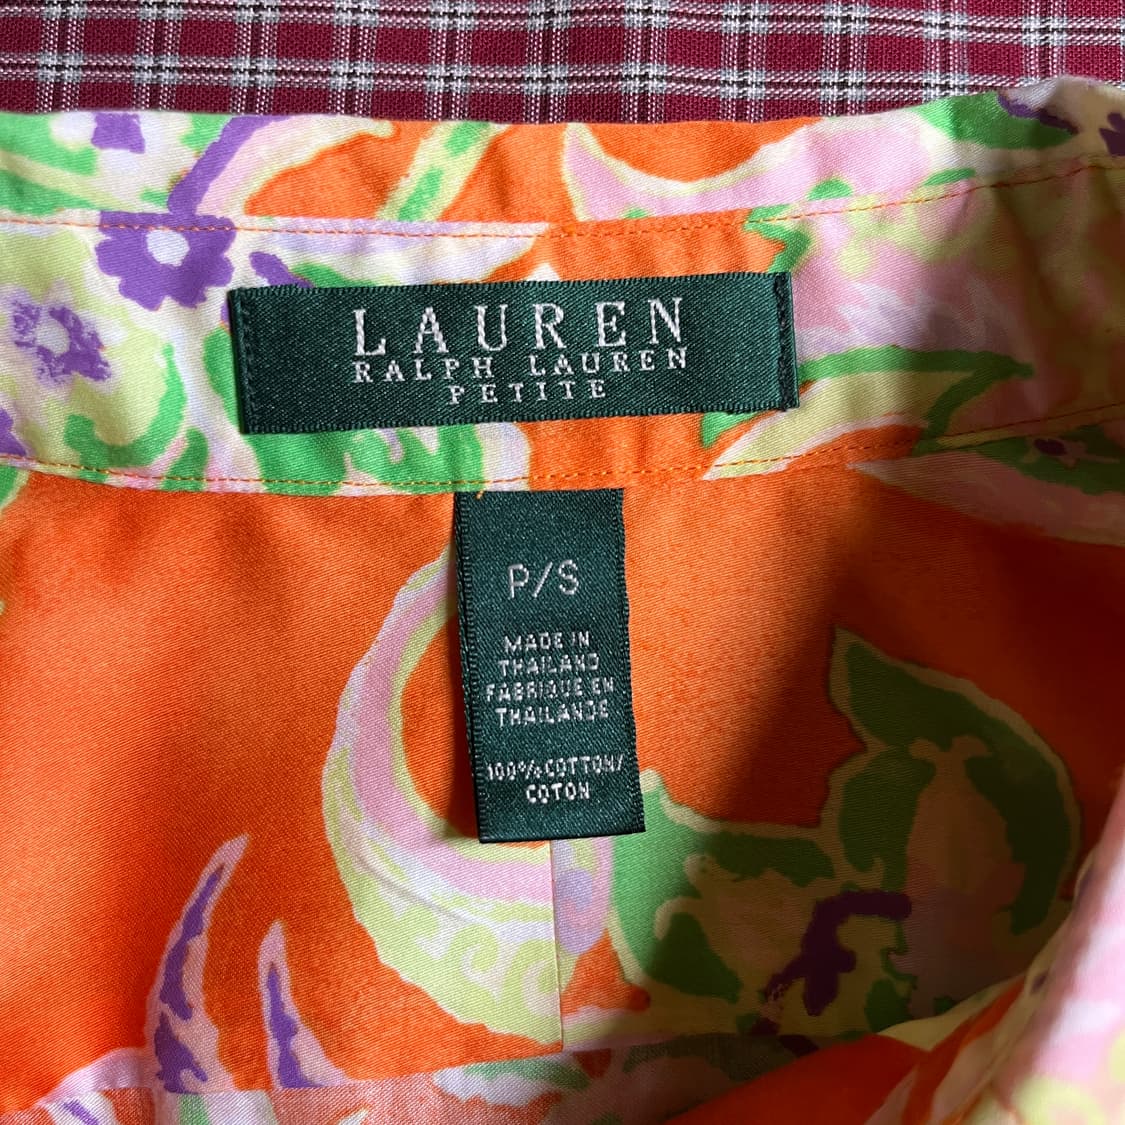 LAUREN
RALPH LAUREN
PETITE
P/S
MADE IN
THAILAND
FABRIQUE EN
THAILANDE
100% COTTON/
COTON